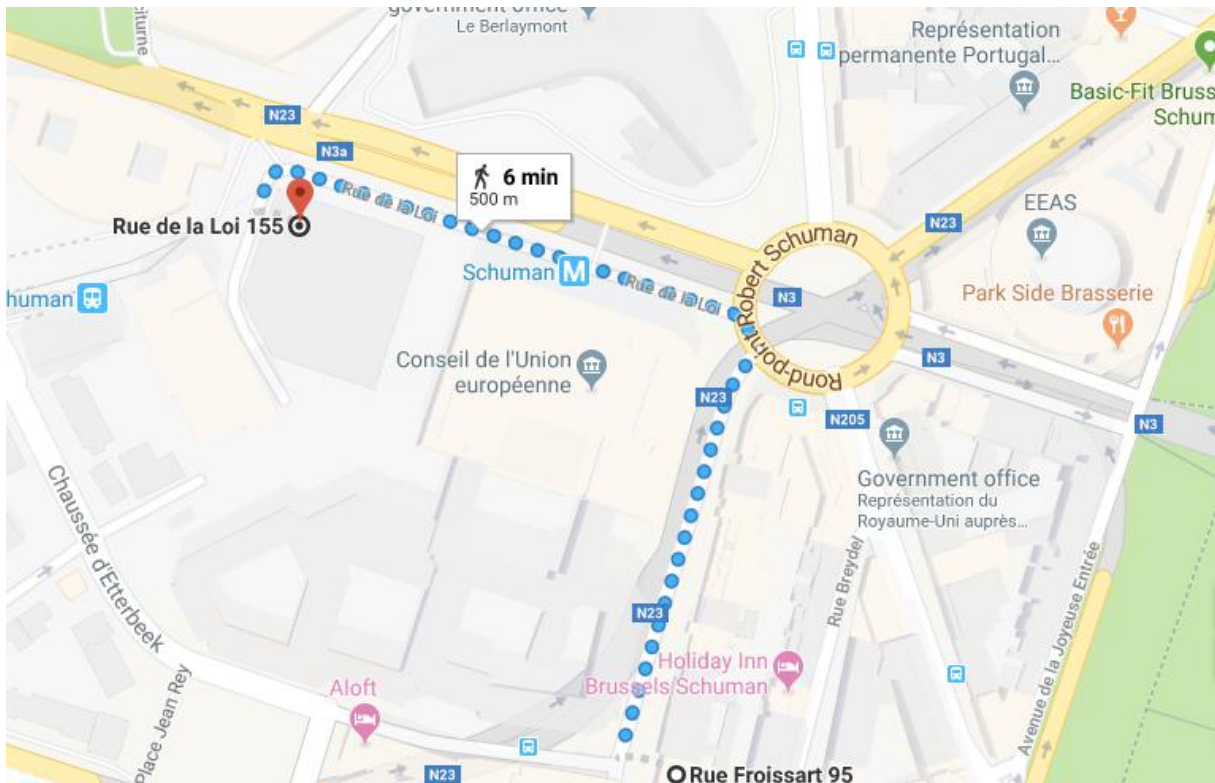 government office
Le Berlaymont
Représentation
permanente Portugal...
Basic-Fit Bruss
Schum
N23
N3a
6 min
500 m
Rue de la Loi
Rue de la Loi 155
EEAS
N23
Rond-point Robert Schuman
Schuman M
Rue de la Loi
N3
Park Side Brasserie
human
Conseil de l'Union
européenne
N3
N23
N205
N3
Government office
Représentation du
Royaume-Uni auprès...
Chaussée d'Etterbeek
Rue Breydel
Avenue de la Joyeuse Entrée
N23
Holiday Inn
Brussels Schuman
Aloft
Place Jean Rey
N23
Rue Froissart 95